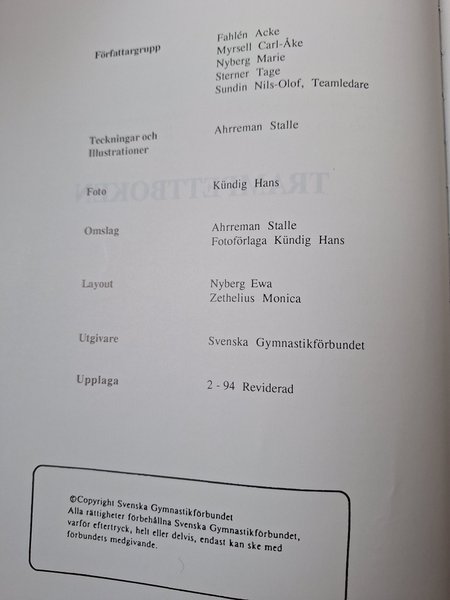 Författargrupp
Fahlén Acke
Myrsell Carl-Åke
Nyberg Marie
Sterner Tage
Sundin Nils-Olof, Teamledare
Teckningar och
Illustrationer
Ahrreman Stalle
TRAMPETTBOKEN
Foto
Kündig Hans
Omslag
Ahrreman Stalle
Fotoförlaga Kündig Hans
Layout
Nyberg Ewa
Zethelius Monica
Utgivare
Svenska Gymnastikförbundet
Upplaga
2 - 94 Reviderad
©Copyright Svenska Gymnastikförbundet
Alla rättigheter förbehållna Svenska Gymnastikförbundet,
varför eftertryck, helt eller delvis, endast kan ske med
förbundets medgivande.